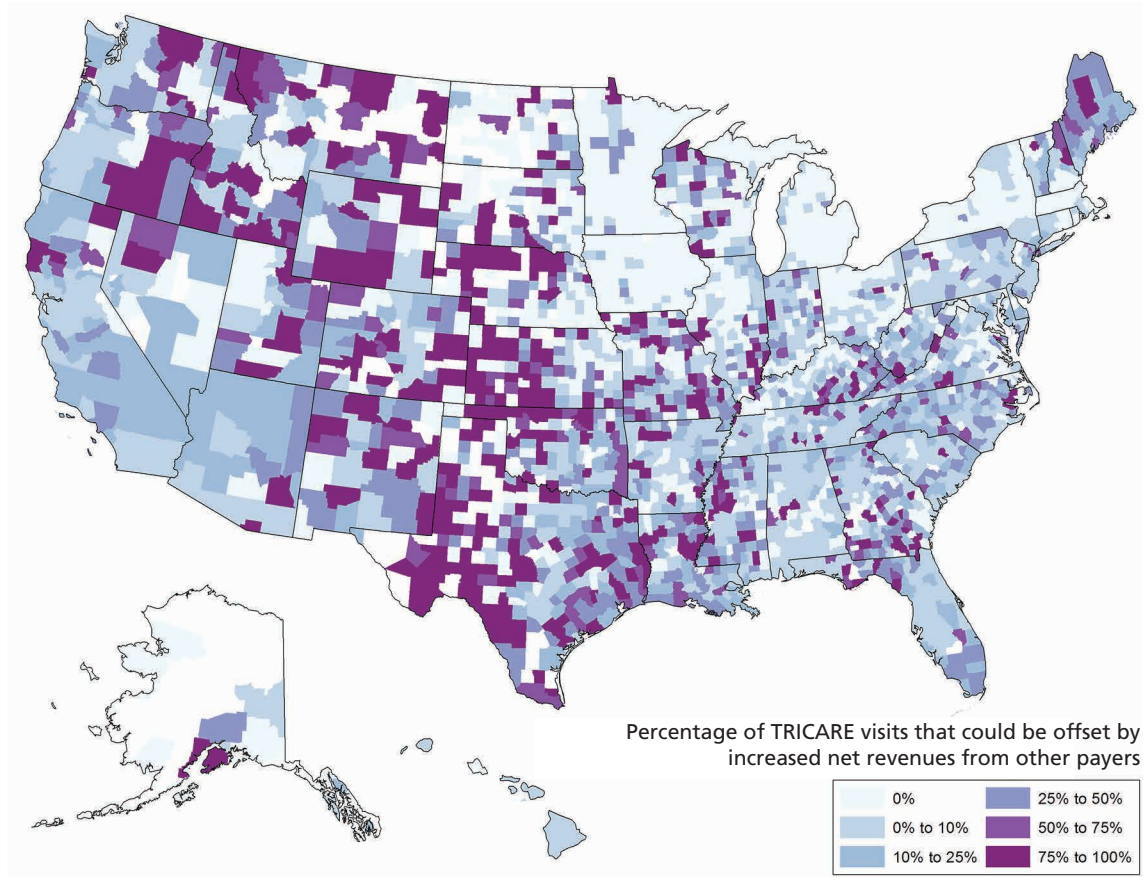 Percentage of TRICARE visits that could be offset by
increased net revenues from other payers
0%
0% to 10%
10% to 25%
25% to 50%
50% to 75%
75% to 100%